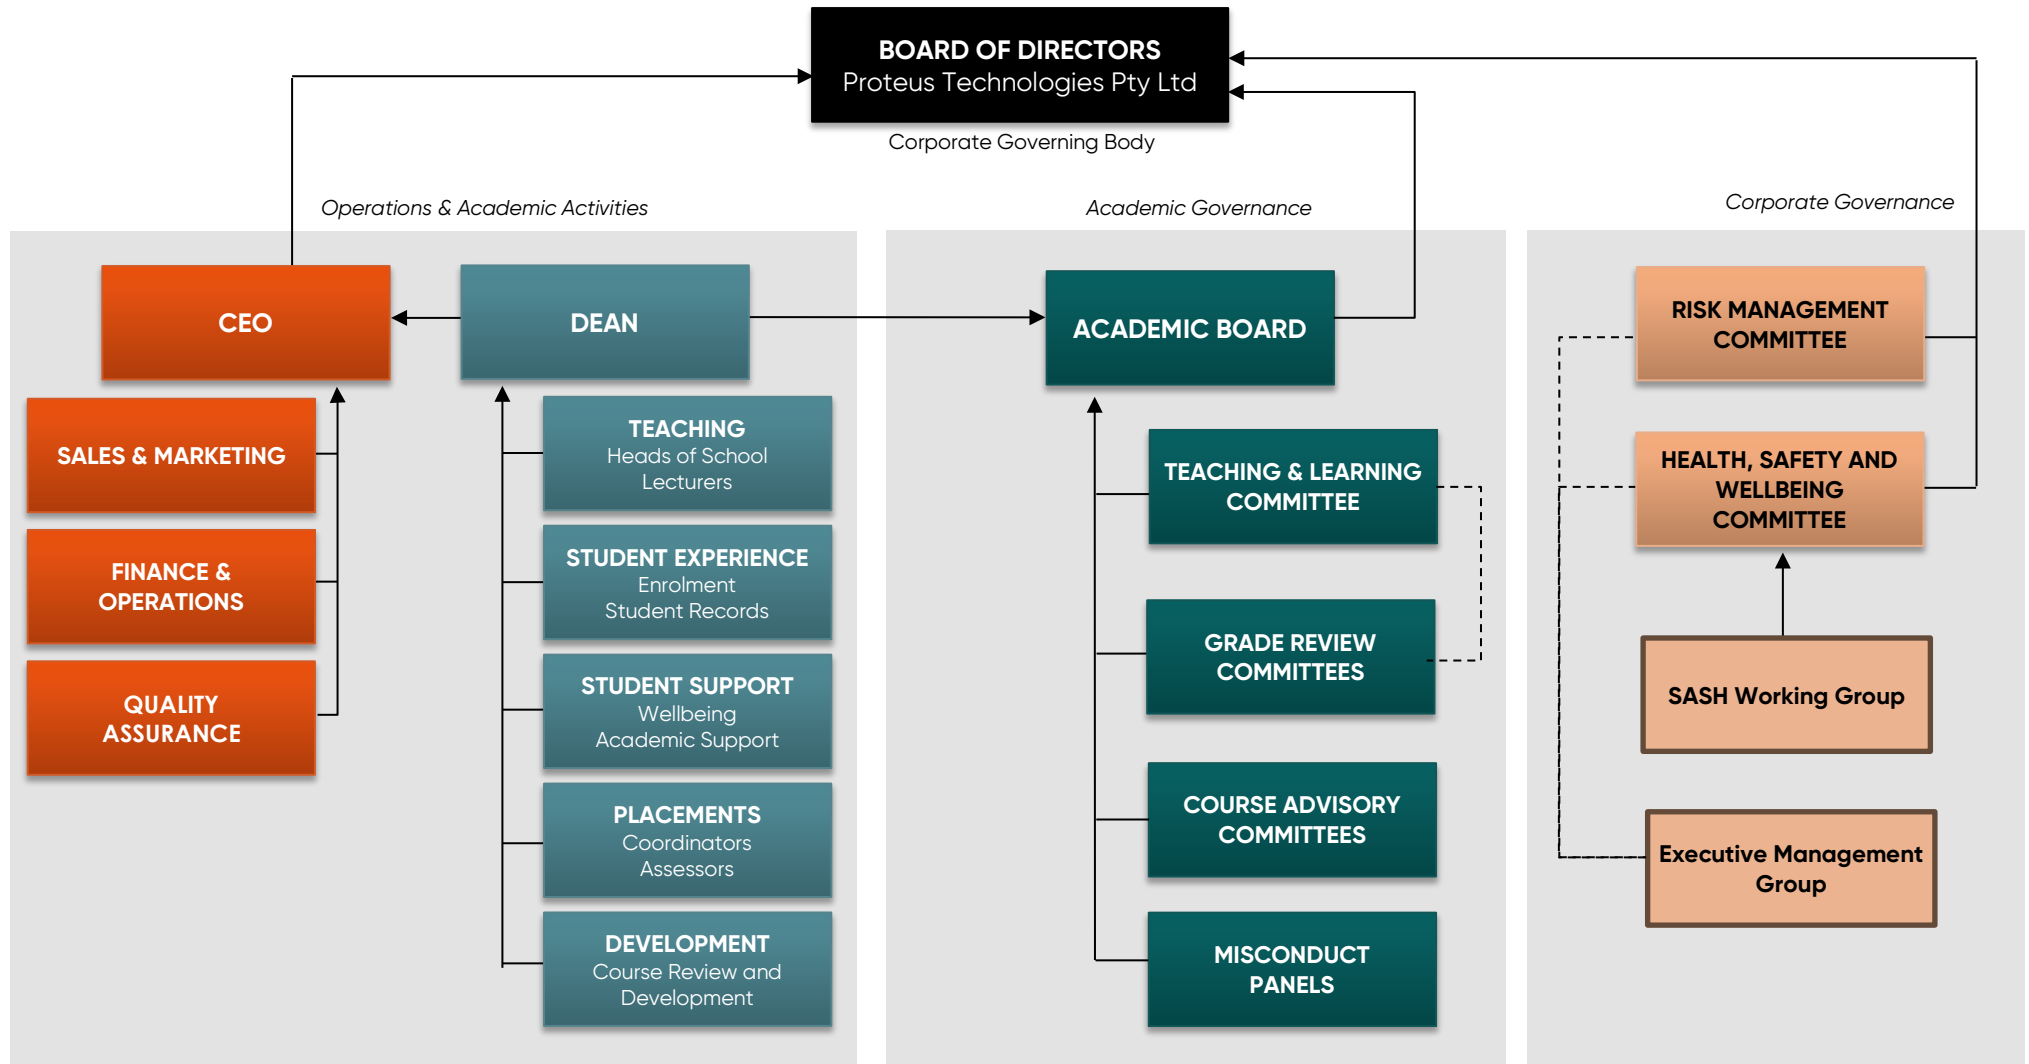 BOARD OF DIRECTORS
Proteus Technologies Pty Ltd
Corporate Governing Body
Operations & Academic Activities
Academic Governance
Corporate Governance
CEO
DEAN
ACADEMIC BOARD
RISK MANAGEMENT
COMMITTEE
SALES & MARKETING
FINANCE &
OPERATIONS
QUALITY
ASSURANCE
TEACHING
Heads of School
Lecturers
STUDENT EXPERIENCE
Enrolment
Student Records
STUDENT SUPPORT
Wellbeing
Academic Support
PLACEMENTS
Coordinators
Assessors
DEVELOPMENT
Course Review and
Development
TEACHING & LEARNING
COMMITTEE
GRADE REVIEW
COMMITTEES
COURSE ADVISORY
COMMITTEES
MISCONDUCT
PANELS
HEALTH, SAFETY AND
WELLBEING
COMMITTEE
SASH Working Group
Executive Management
Group